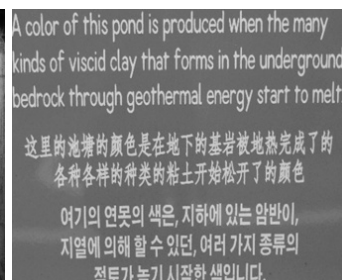 A color of this pond is produced when the many
kinds of viscid clay that forms in the underground
bedrock through geothermal energy start to melt
这里的池塘的颜色是在地下的基岩被地热完成了的
各种各样的种类的粘土开始松开了的颜色
여기의 연못의 색은, 지하에 있는 암반이,
지열에 의해 할 수 있던, 여러 가지 종류의
점토가 녹기 시작한 색입니다.